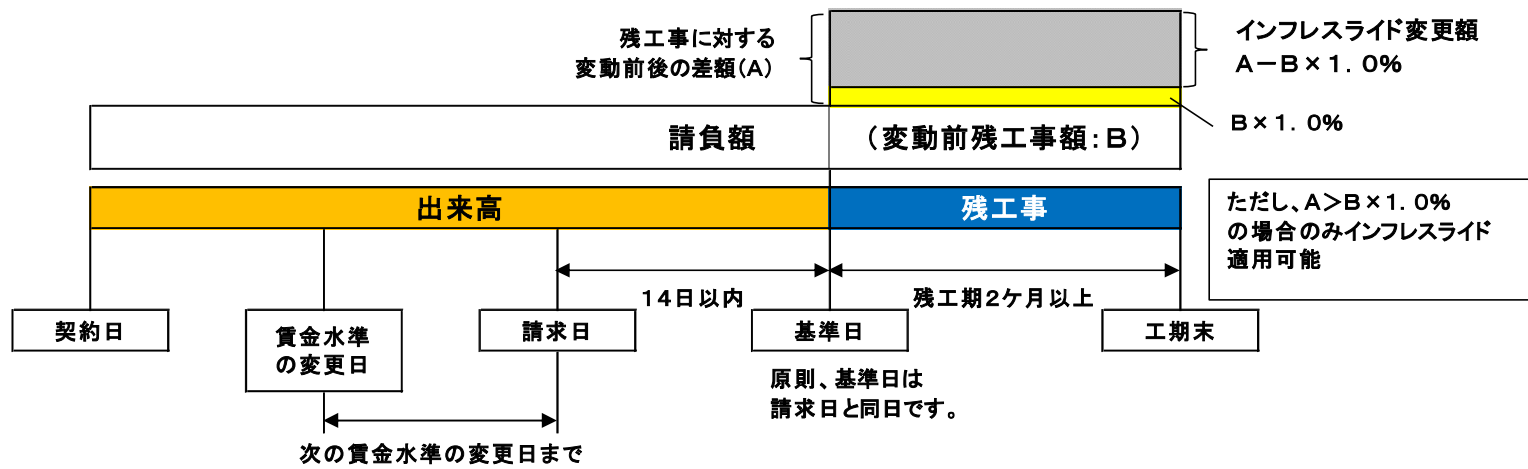 残工事に対する
変動前後の差額(A)
インフレスライド変更額
A－B×1．0％
B×1．0％
請負額
(変動前残工事額:B)
出来高
残工事
ただし、A＞B×1．0％
の場合のみインフレスライド
適用可能
14日以内
残工期2ケ月以上
契約日
賃金水準
の変更日
請求日
基準日
工期末
原則、基準日は
請求日と同日です。
次の賃金水準の変更日まで